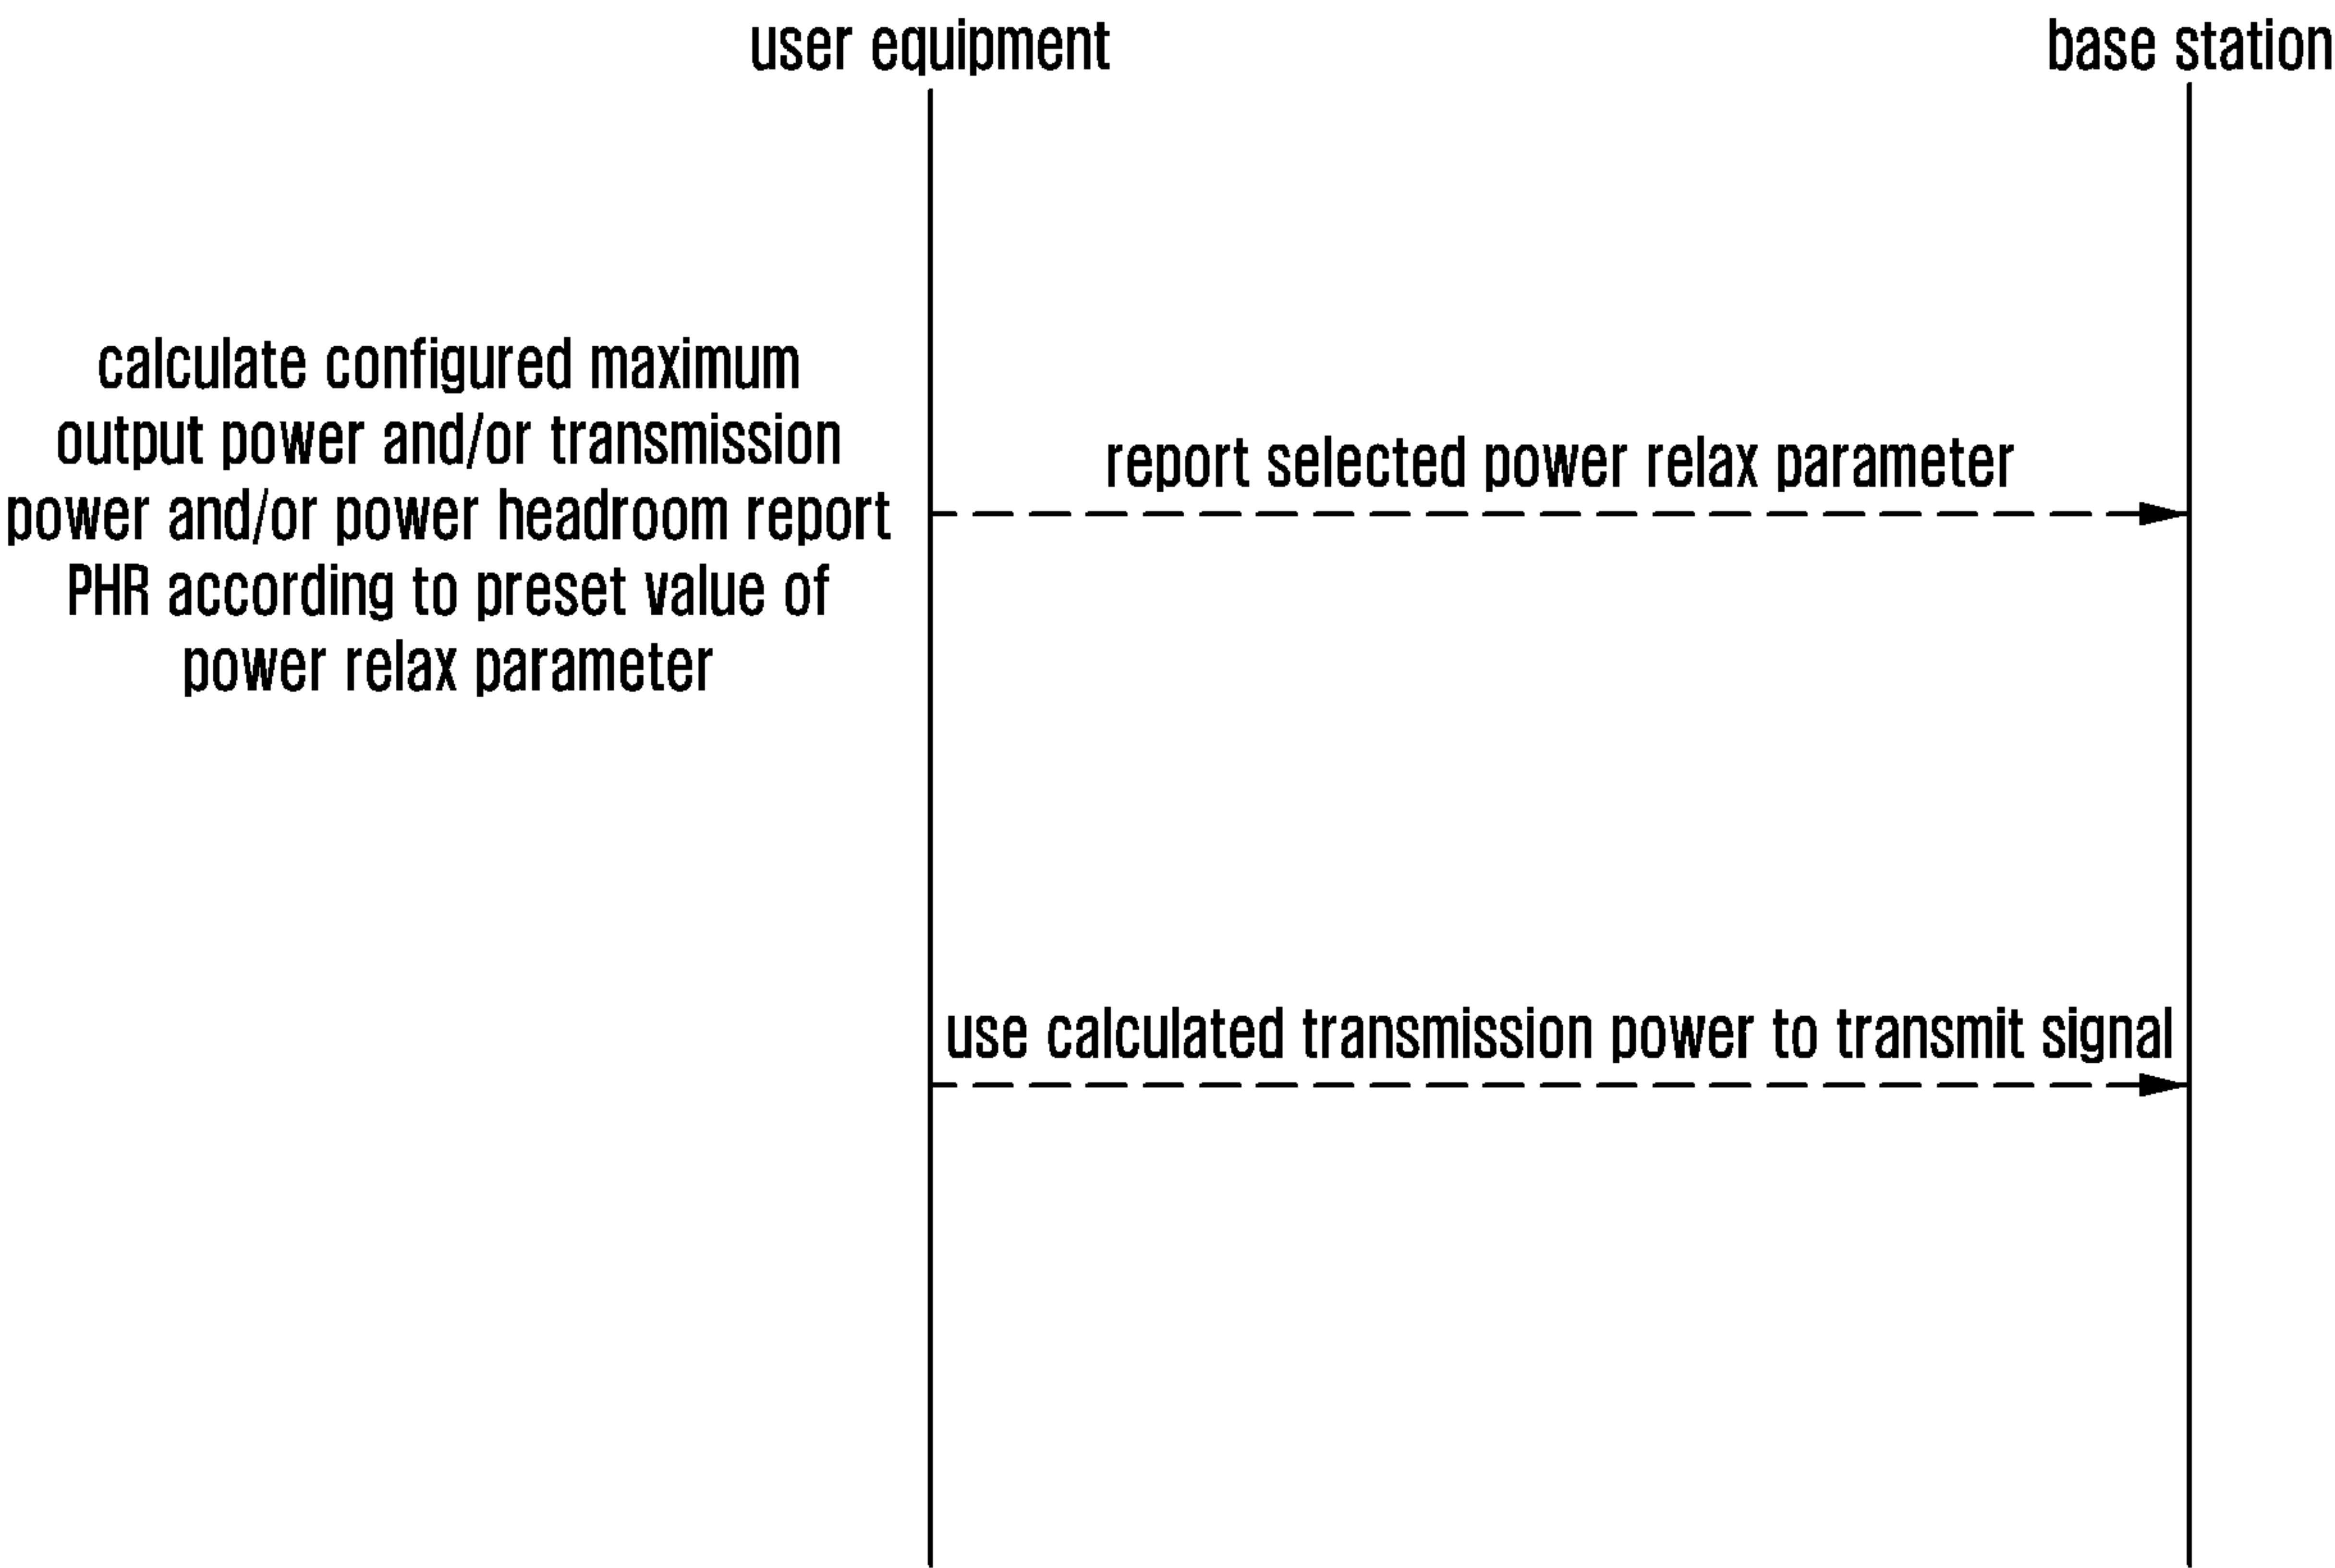 user equipment
base station
calculate configured maximum
output power and/or transmission
power and/or power headroom report
PHR according to preset value of
power relax parameter
report selected power relax parameter
use calculated transmission power to transmit signal